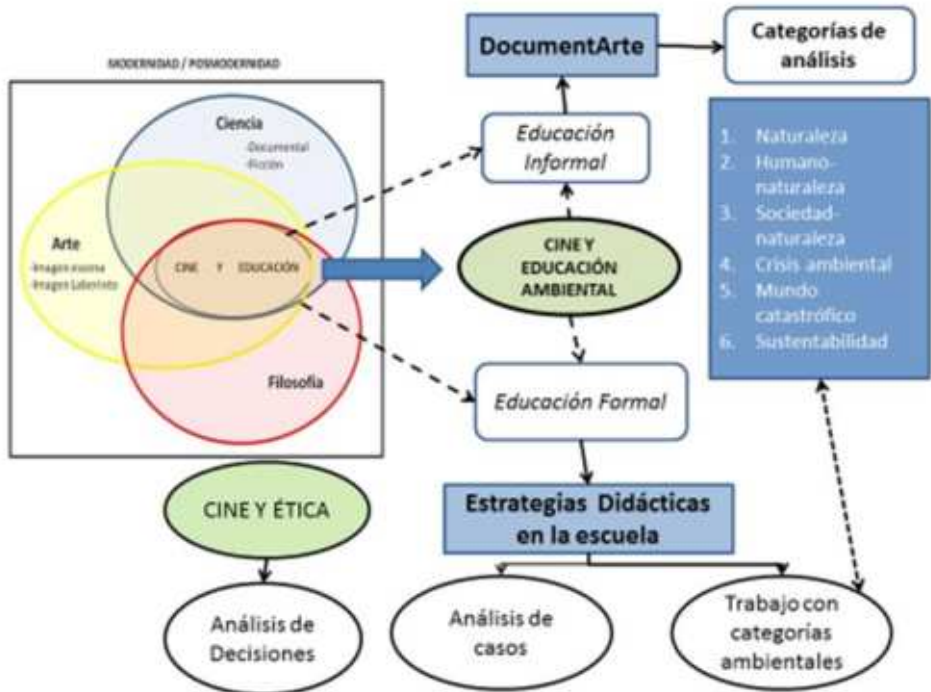 MODERNIDAD / POSMODERNIDAD
Ciencia
-Documental
-Ficción
Arte
-Imagen
-Imagen Laberinto
CINE Y EDUCACIÓN
Filosofía
DocumentArte
Categorías de
análisis
Educación
Informal
CINE Y
EDUCACIÓN
AMBIENTAL
Educación Formal
1. Naturaleza
2. Humano-
naturaleza
3. Sociedad-
naturaleza
4. Crisis ambiental
5. Mundo
catastrófico
6. Sustentabilidad
CINE Y ÉTICA
Estrategias Didácticas
en la escuela
Análisis de
Decisiones
Análisis de
casos
Trabajo con
categorías
ambientales